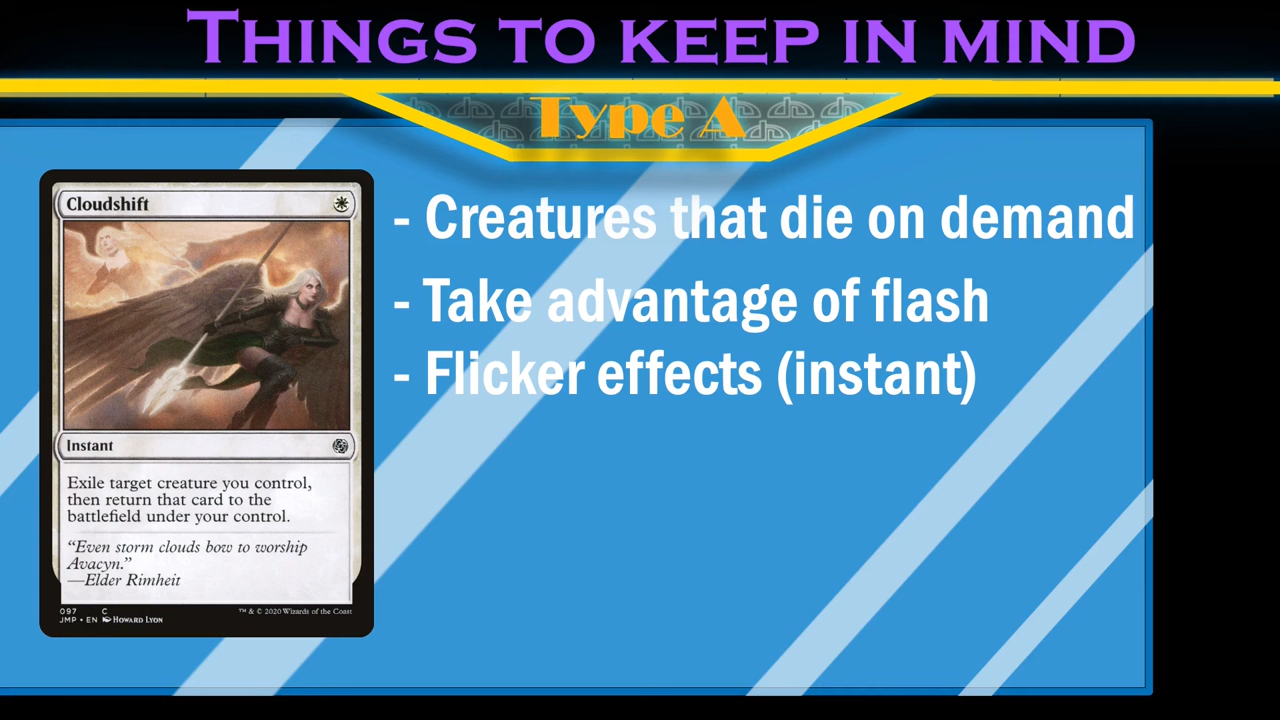 THINGS TO KEEP IN MIND
Type A
Cloudshift
Instant
Exile target creature you control,
then return that card to the
battlefield under your control.
“Even storm clouds bow to worship
Avacyn.”
—Elder Rimheit
097 C
JMP • EN HOWARD LYON
™ & © 2020 Wizards of the Coast
- Creatures that die on demand
- Take advantage of flash
- Flicker effects (instant)